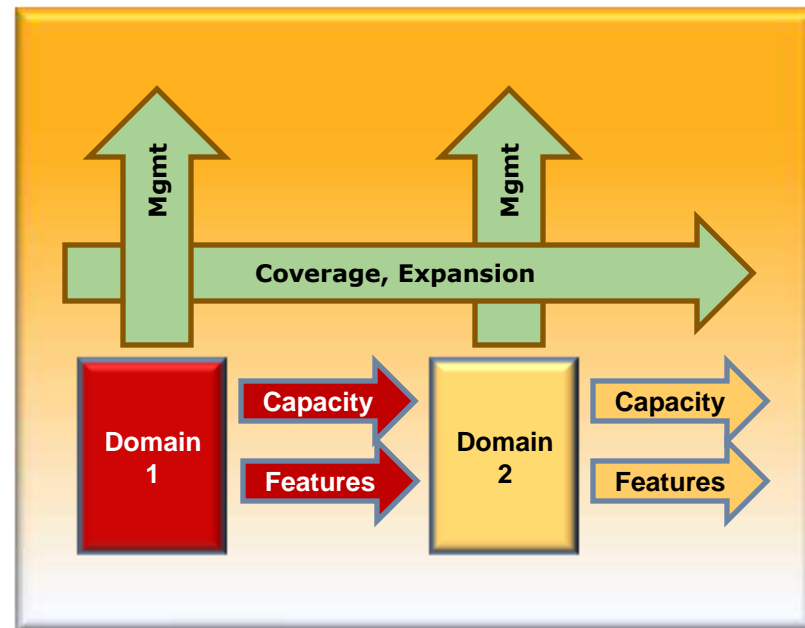 Mgmt
Mgmt
Coverage, Expansion
Domain
1
Capacity
Features
Domain
2
Capacity
Features